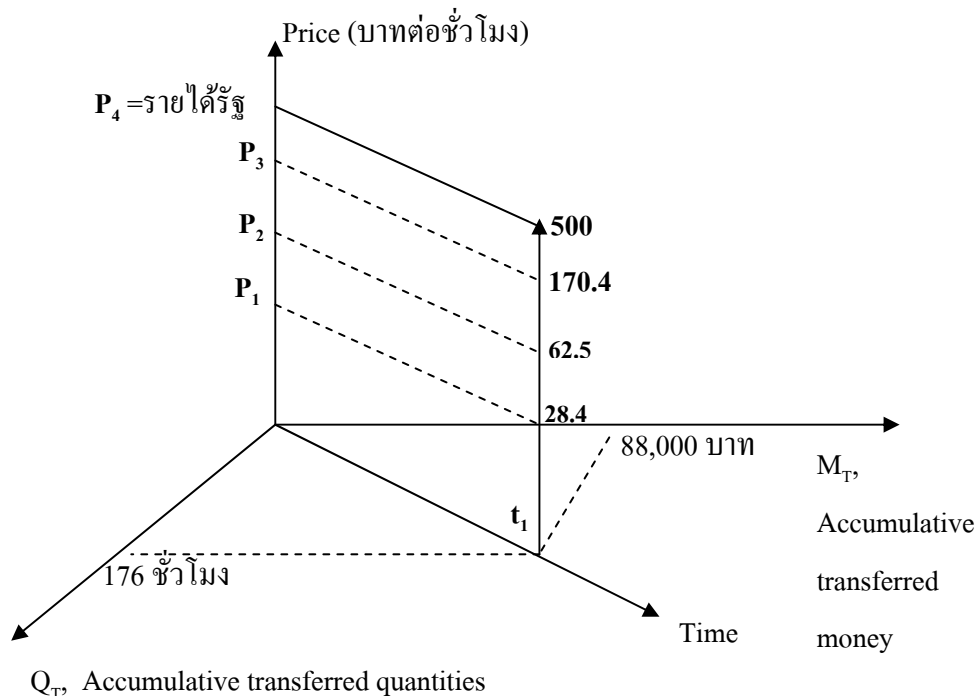 Price (บาทต่อชั่วโมง)
P₄ =รายได้รัฐ
P₃
P₂
500
170.4
P₁
62.5
28.4
88,000 บาท
M_T,
Accumulative
transferred
money
t₁
176 ชั่วโมง
Time
Q_T, Accumulative transferred quantities